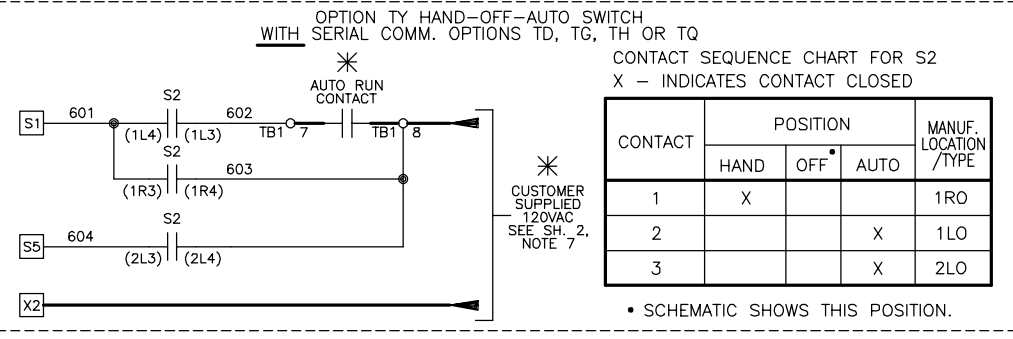 OPTION TY HAND-OFF-AUTO SWITCH
WITH SERIAL COMM. OPTIONS TD, TG, TH OR TQ
AUTO RUN
CONTACT
S1
601
S2
(1L4) (1L3)
602
TB1 7
TB1 8
S2
(1R3) (1R4)
603
S5
604
S2
(2L3) (2L4)
X2
CUSTOMER
SUPPLIED
120VAC
SEE SH. 2,
NOTE 7
CONTACT SEQUENCE CHART FOR S2
X - INDICATES CONTACT CLOSED
CONTACT POSITION MANUF. LOCATION /TYPE
HAND OFF• AUTO
1 X 1RO
2 X 1LO
3 X 2LO
• SCHEMATIC SHOWS THIS POSITION.